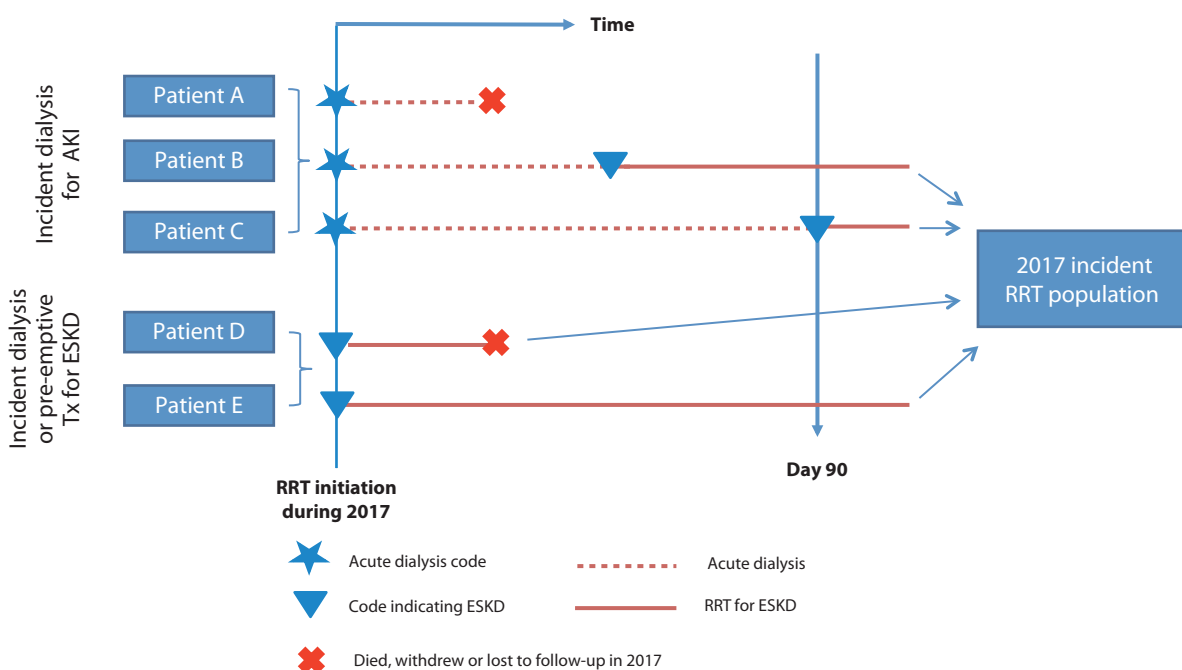 Time
Incident dialysis
for AKI
Patient A
Patient B
Patient C
2017 incident
RRT population
Incident dialysis
or pre-emptive
Tx for ESKD
Patient D
Patient E
RRT initiation
during 2017
Day 90
Acute dialysis code
Acute dialysis
Code indicating ESKD
RRT for ESKD
Died, withdrew or lost to follow-up in 2017